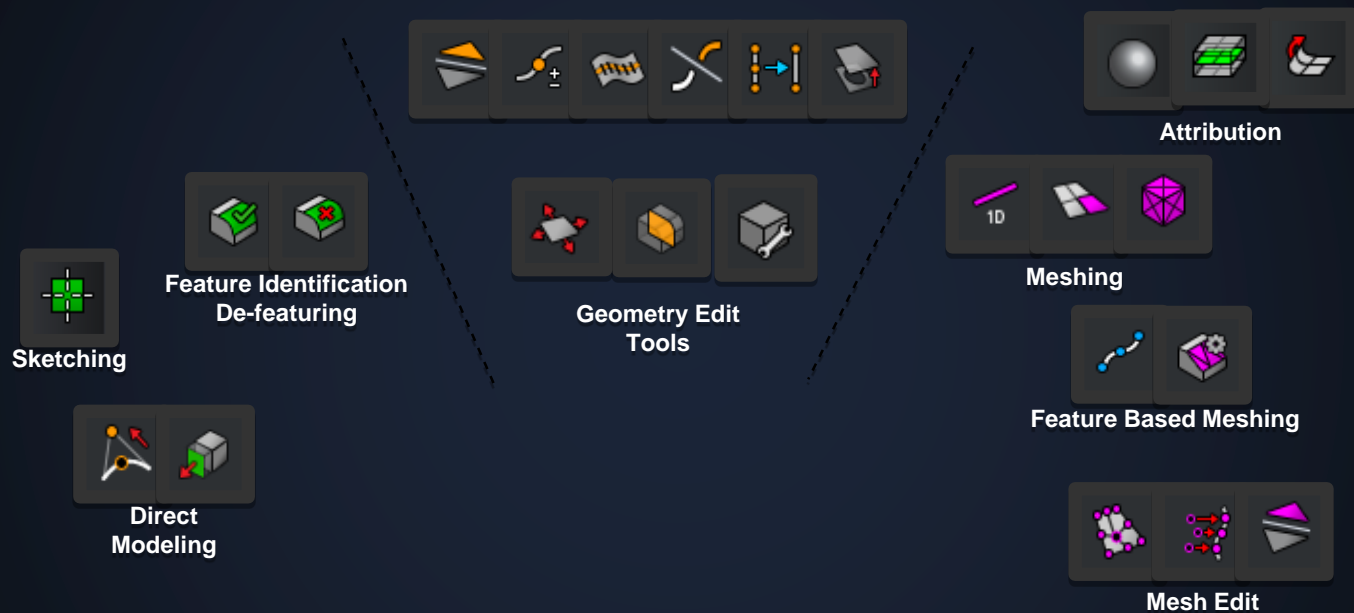 Attribution
1D
Meshing
Feature Identification
De-featuring
Geometry Edit
Tools
Sketching
Feature Based Meshing
Direct
Modeling
Mesh Edit